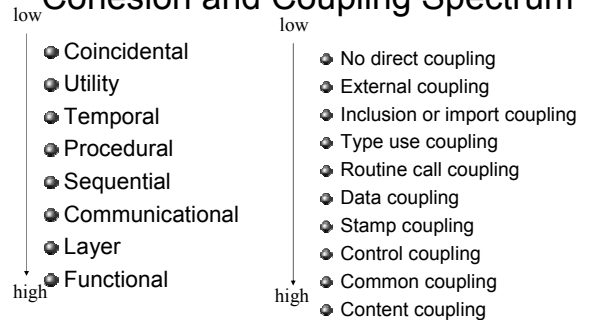 Cohesion and Coupling Spectrum
low
Coincidental
Utility
Temporal
Procedural
Sequential
Communicational
Layer
Functional
high
low
No direct coupling
External coupling
Inclusion or import coupling
Type use coupling
Routine call coupling
Data coupling
Stamp coupling
Control coupling
Common coupling
Content coupling
high